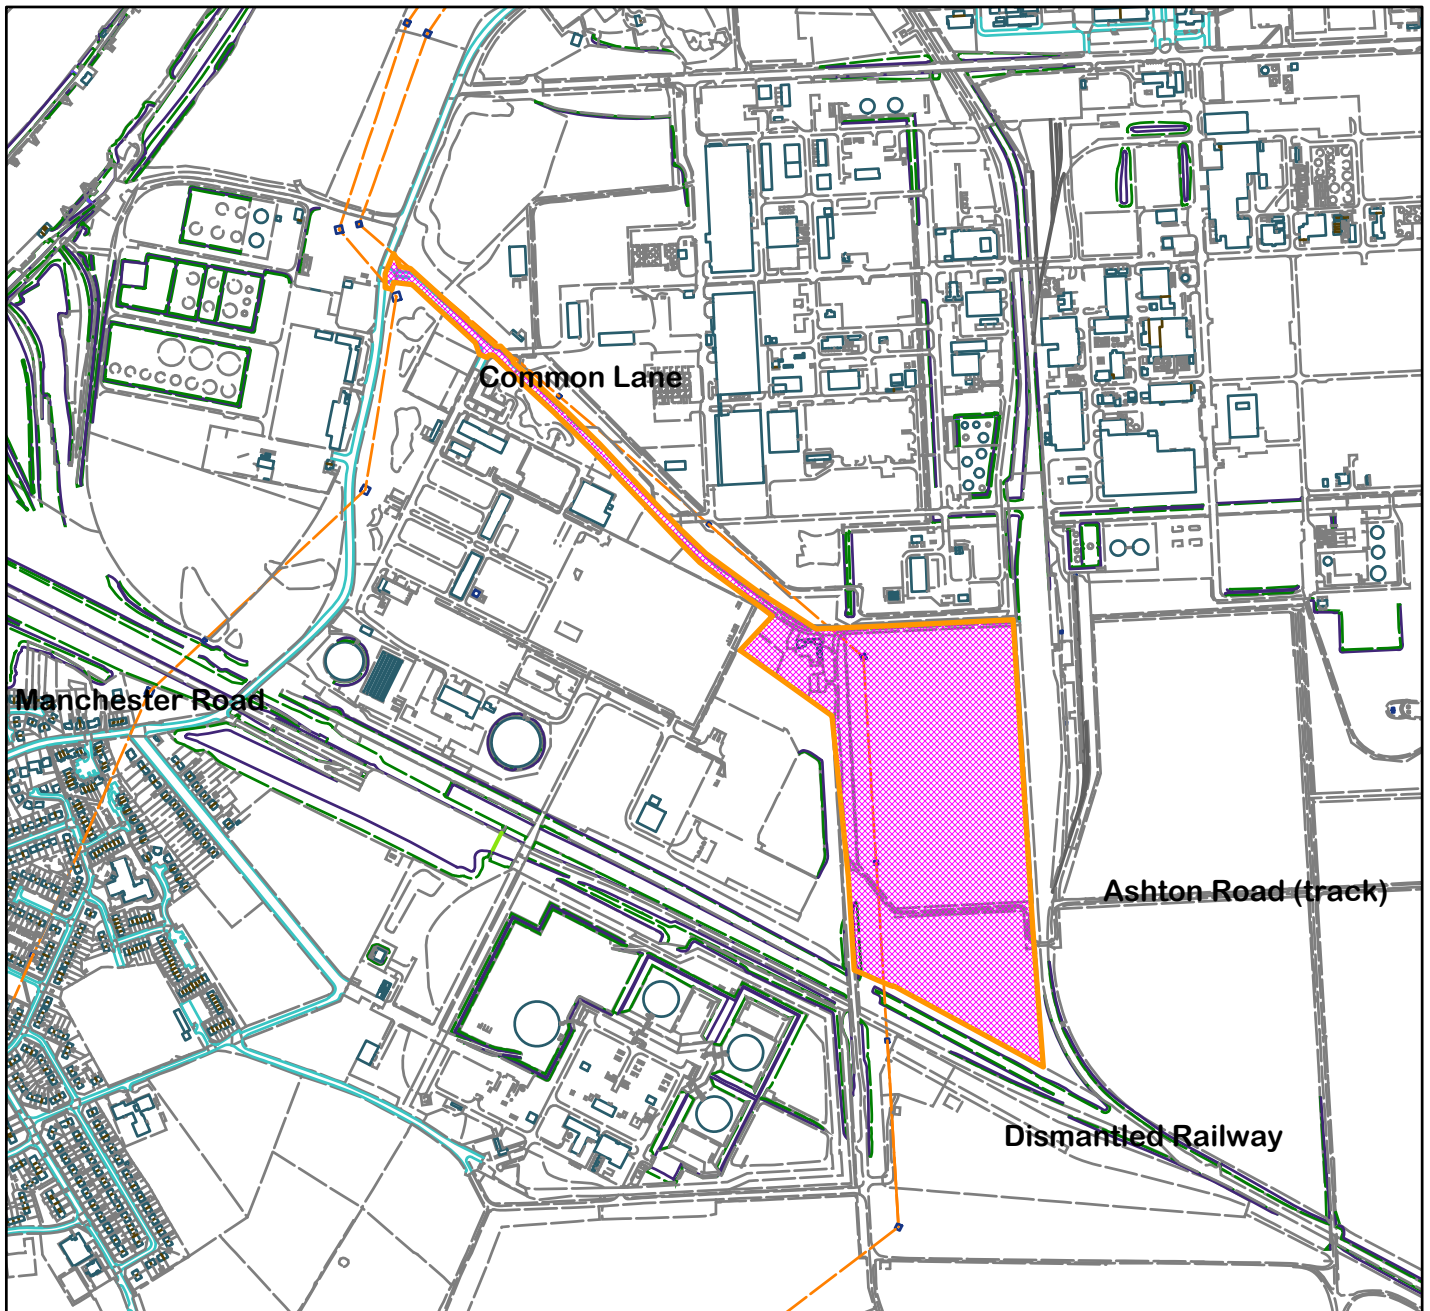 Common Lane
Manchester Road
Ashton Road (track)
Dismantled Railway